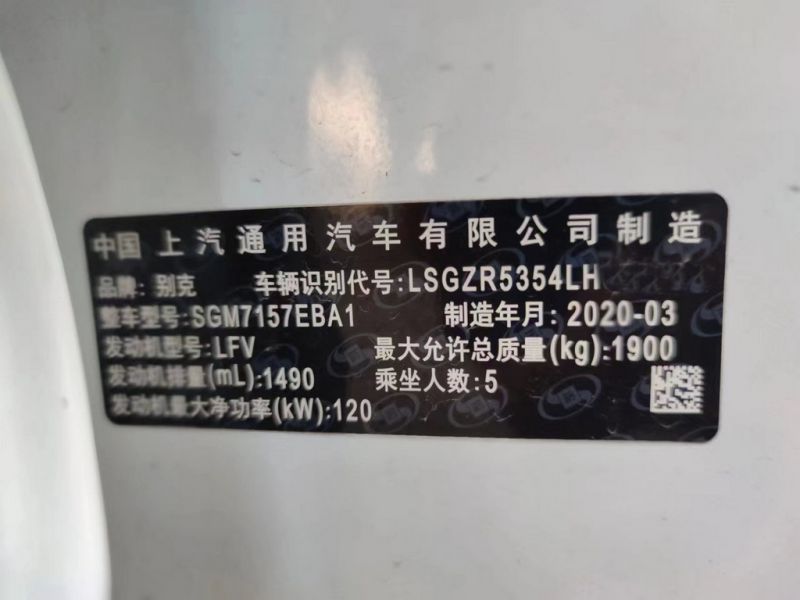 中国 上汽通用汽车有限公司制造
品牌: 别克 车辆识别代号:LSGZR5354LH
整车型号:SGM7157EBA1 制造年月: 2020-03
发动机型号:LFV 最大允许总质量(kg):1900
发动机排量(mL):1490 乘坐人数:5
发动机最大净功率(kW):120